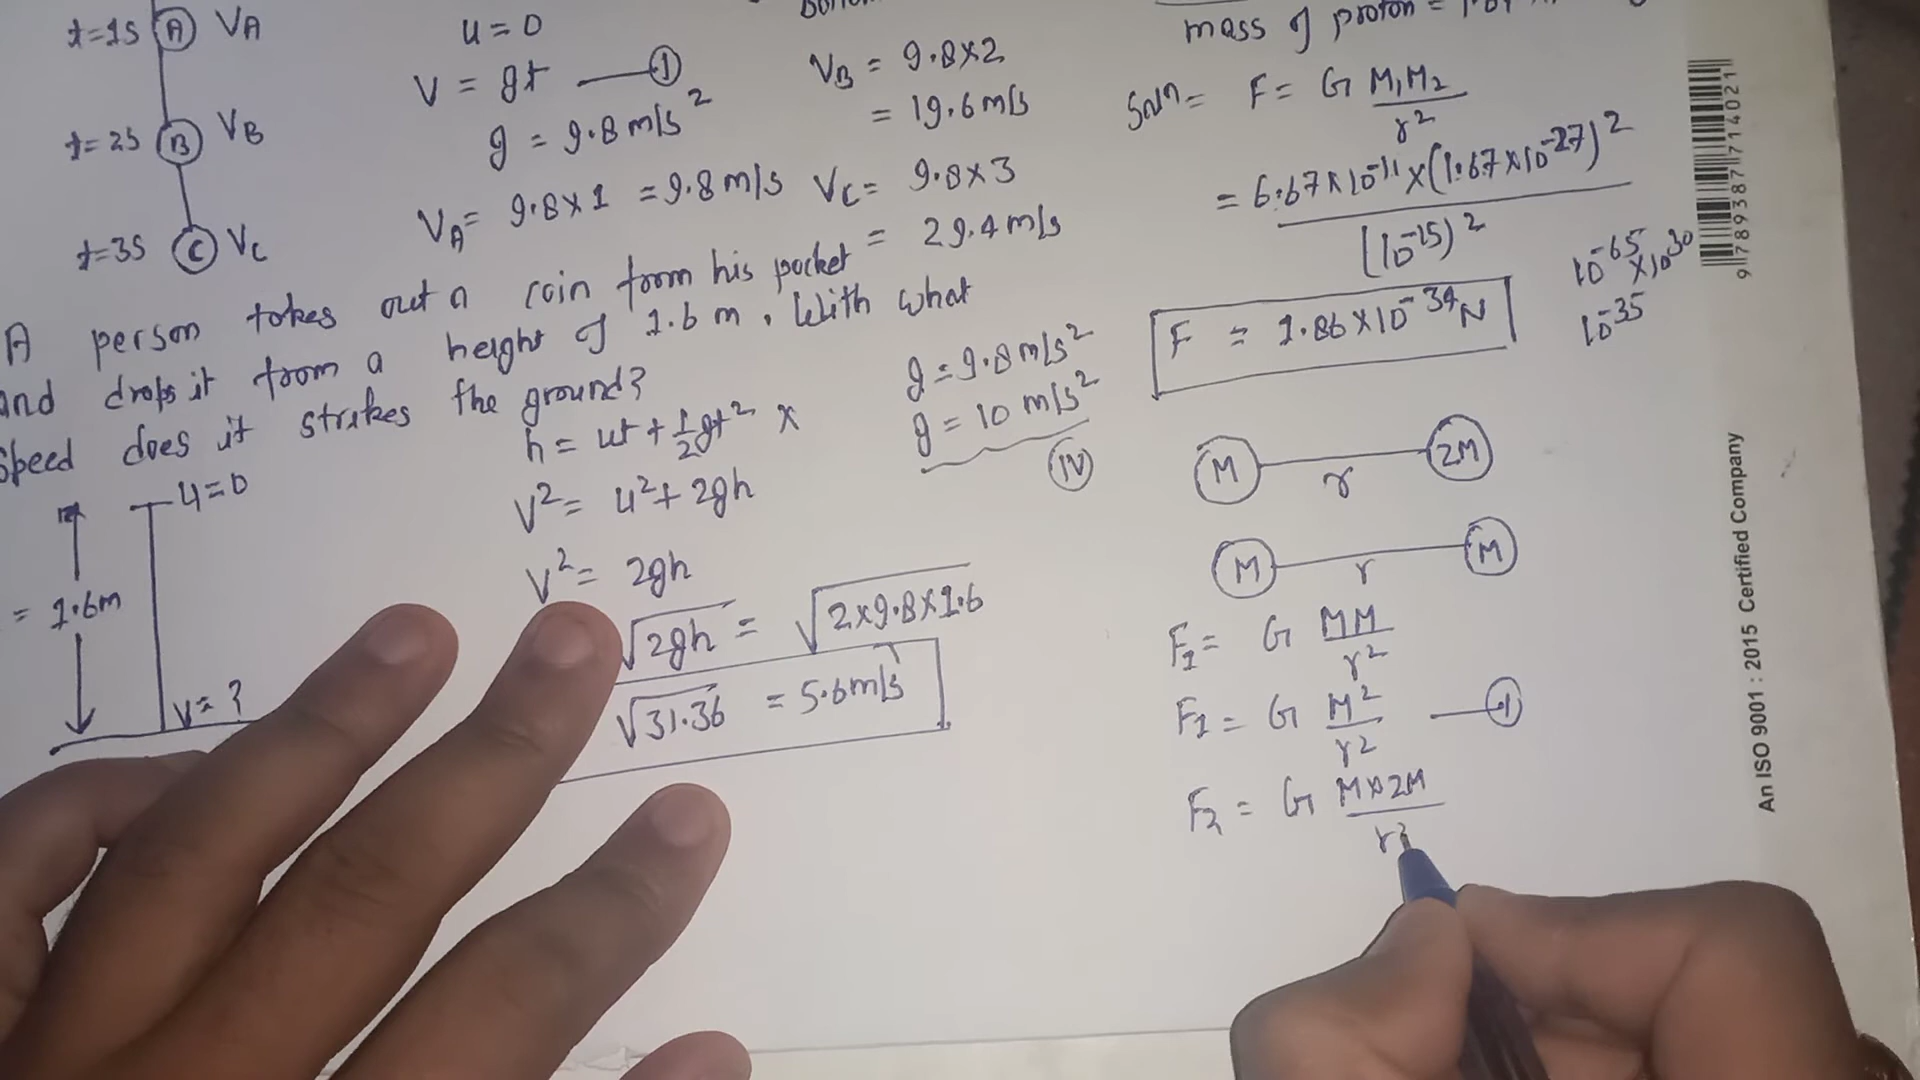 t=1s A VA
t=2s B VB
t=3s C VC
u=0
V = gt —— 1
g = 9.8 m/s²
VA = 9.8×1 = 9.8 m/s
VB = 9.8×2
= 19.6 m/s
VC = 9.8×3
= 29.4 m/s
A person takes out a coin from his pocket
and drops it from a height of 1.6 m. With what
speed does it strikes the ground?
u=0
= 1.6m
V=?
h = ut + 1/2 gt² ×
V² = u² + 2gh
V² = 2gh
√2gh = √2×9.8×1.6
√31.36 = 5.6 m/s
g = 9.8 m/s²
g = 10 m/s²
IV
mass of proton =
Soln= F = G M1M2/r²
= 6.67×10⁻¹¹×(1.67×10⁻²⁷)²/(10⁻¹⁵)²
10⁻⁶⁵×10³⁰
10⁻³⁵
F = 1.86×10⁻³⁴N
M r 2M
M r M
F1 = G MM/r²
F1 = G M²/r² —— 1
F2 = G M×2M/r²
9 789387 714021
An ISO 9001 : 2015 Certified Company